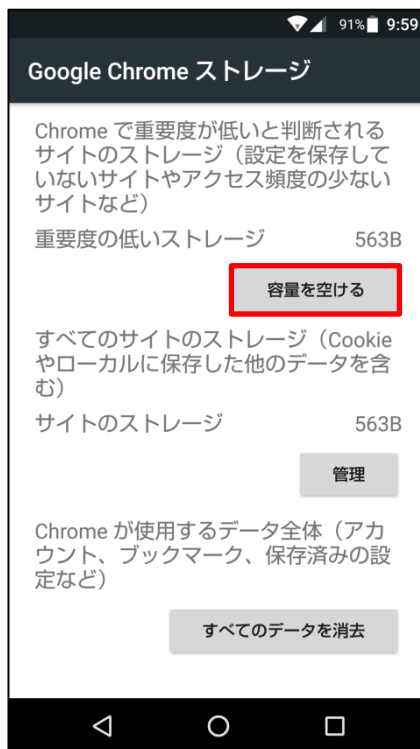 91% 9:59
Google Chrome ストレージ
Chrome で重要度が低いと判断される
サイトのストレージ（設定を保存して
いないサイトやアクセス頻度の少ない
サイトなど）
重要度の低いストレージ 563B
容量を空ける
すべてのサイトのストレージ（Cookie
やローカルに保存した他のデータを含
む）
サイトのストレージ 563B
管理
Chrome が使用するデータ全体（アカ
ウント、ブックマーク、保存済みの設
定など）
すべてのデータを消去